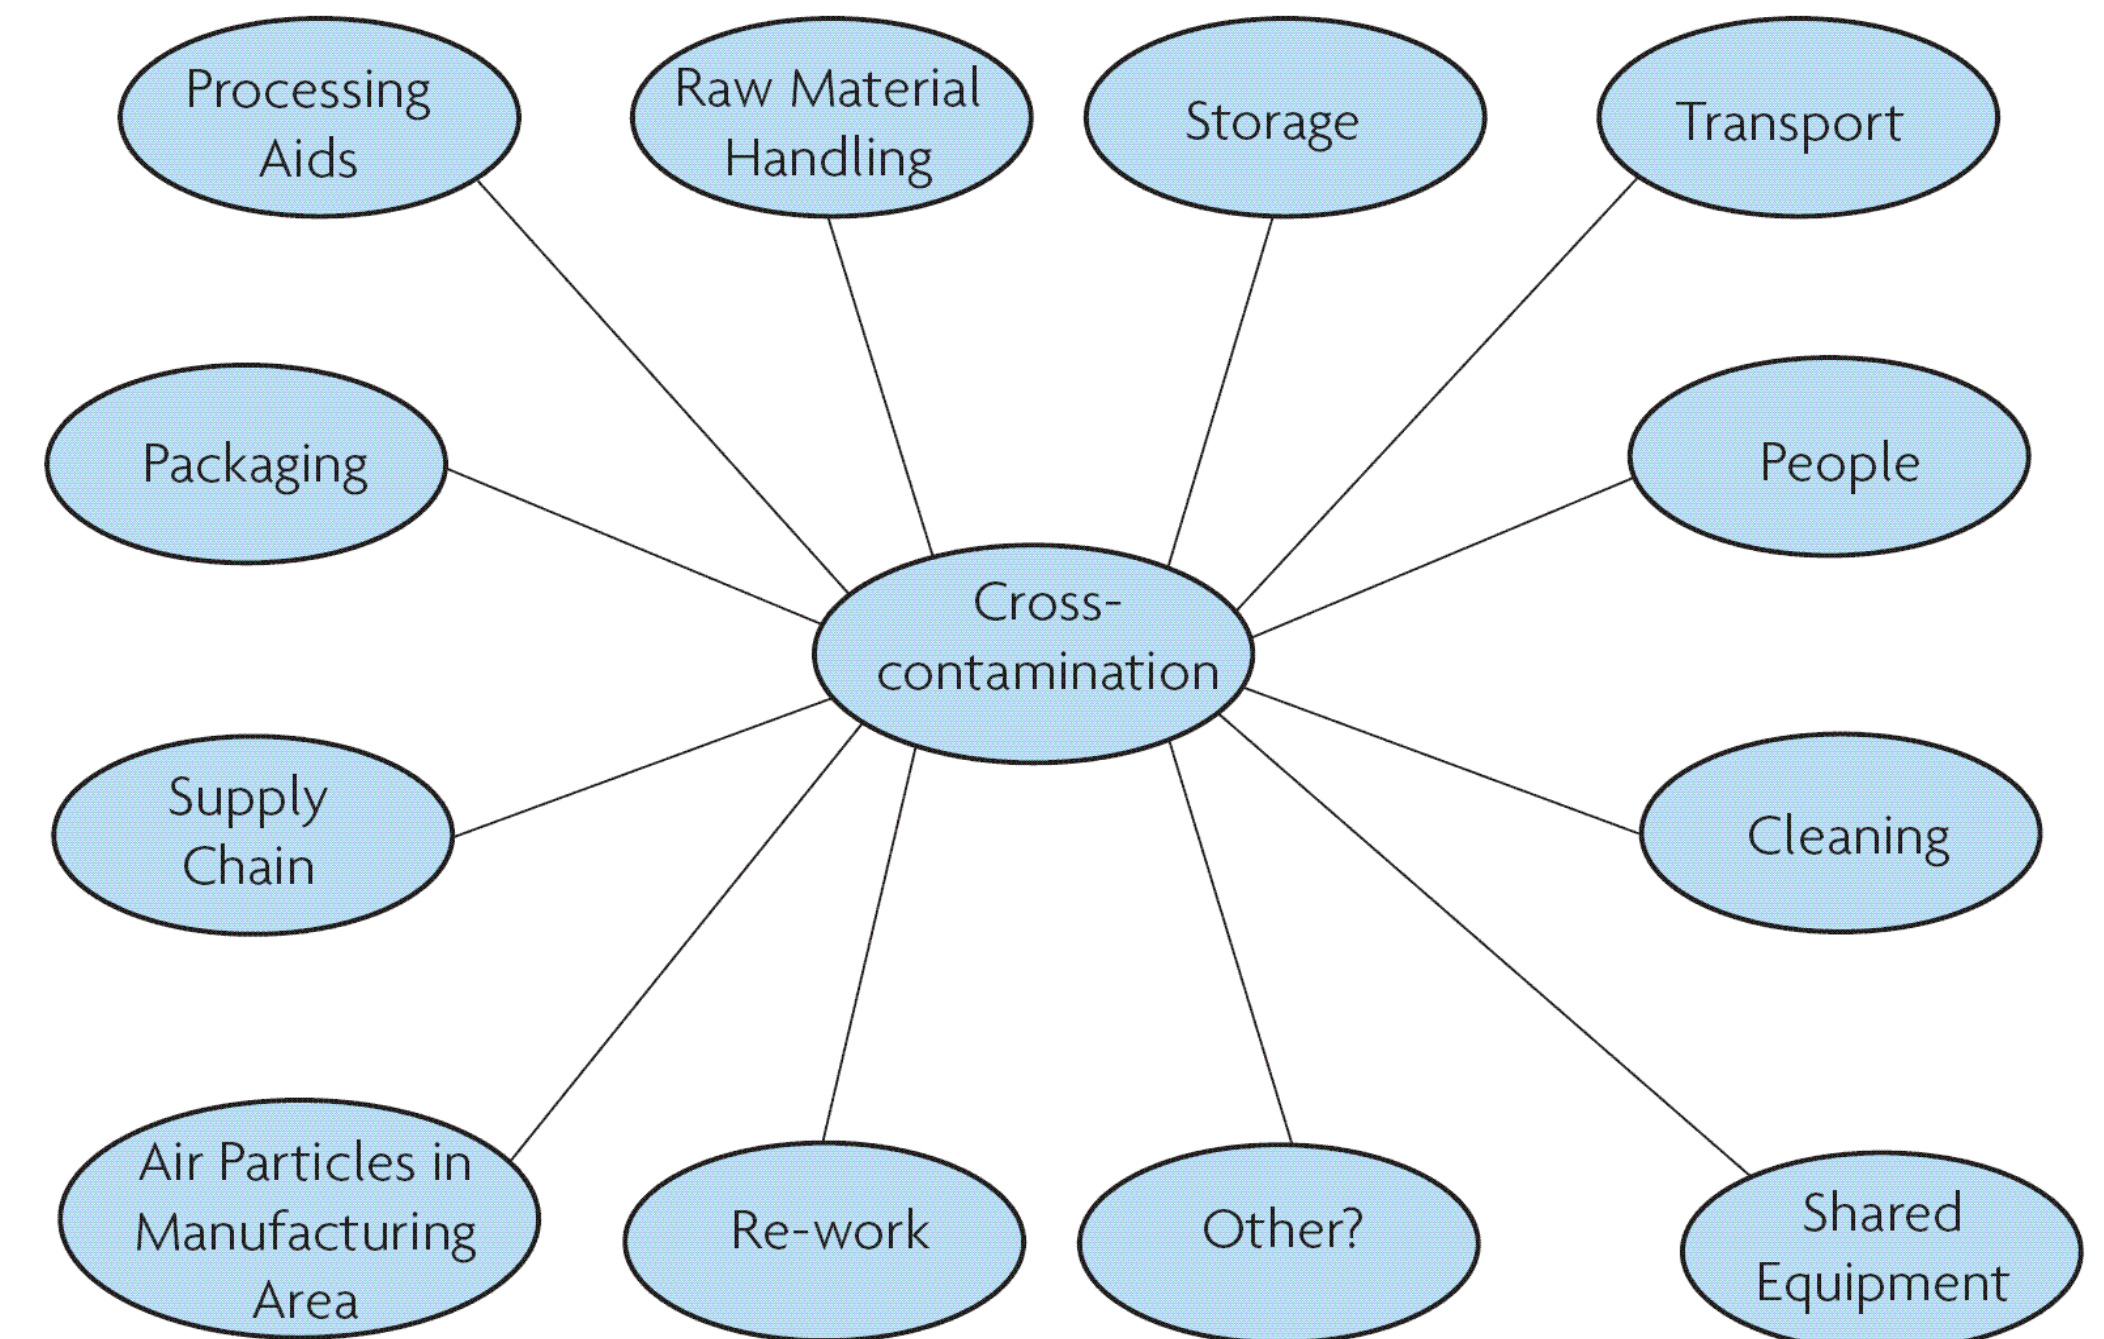 Processing
Aids
Raw Material
Handling
Storage
Transport
Packaging
People
Cross-
contamination
Supply
Chain
Cleaning
Air Particles in
Manufacturing
Area
Re-work
Other?
Shared
Equipment